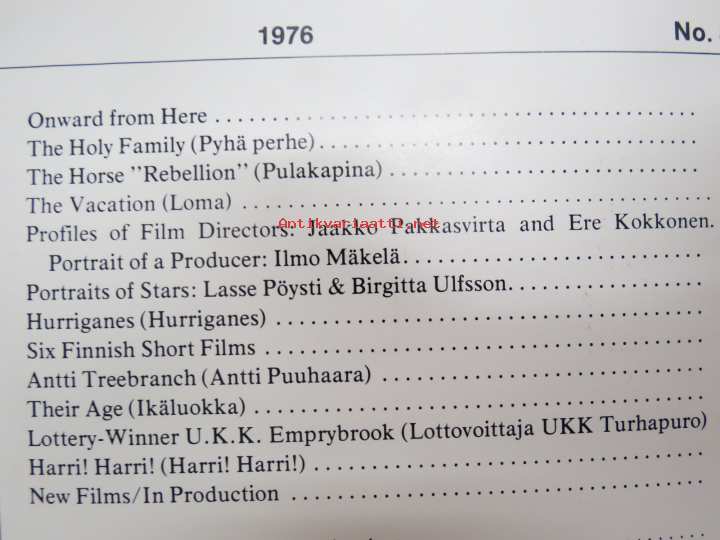 1976 No.
Onward from Here
The Holy Family (Pyhä perhe)
The Horse "Rebellion" (Pulakapina)
The Vacation (Loma)
Antikvariaatti.net
Profiles of Film Directors: Jaakko Pakkasvirta and Ere Kokkonen.
Portrait of a Producer: Ilmo Mäkelä
Portraits of Stars: Lasse Pöysti & Birgitta Ulfsson
Hurriganes (Hurriganes)
Six Finnish Short Films
Antti Treebranch (Antti Puuhaara)
Their Age (Ikäluokka)
Lottery-Winner U.K.K. Emprybrook (Lottovoittaja UKK Turhapuro)
Harri! Harri! (Harri! Harri!)
New Films/In Production